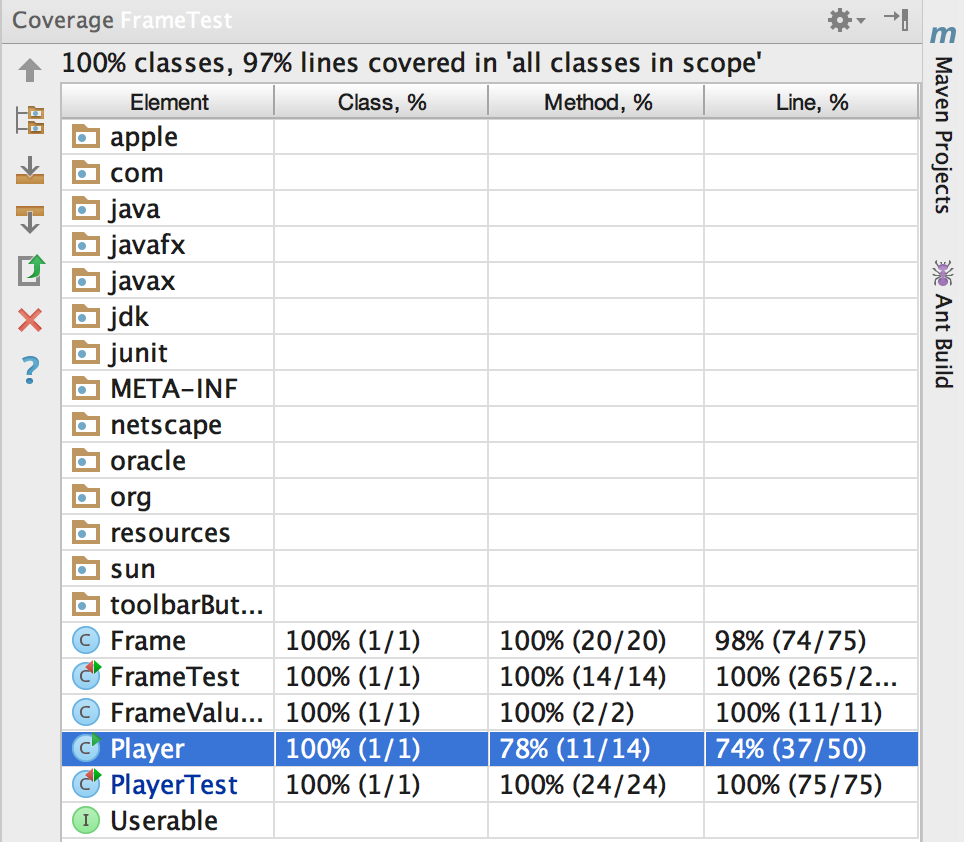 Coverage FrameTest
100% classes, 97% lines covered in 'all classes in scope'
Element Class, % Method, % Line, %
apple
com
java
javafx
javax
jdk
junit
META-INF
netscape
oracle
org
resources
sun
toolbarBut...
Frame 100% (1/1) 100% (20/20) 98% (74/75)
FrameTest 100% (1/1) 100% (14/14) 100% (265/2...
FrameValu... 100% (1/1) 100% (2/2) 100% (11/11)
Player 100% (1/1) 78% (11/14) 74% (37/50)
PlayerTest 100% (1/1) 100% (24/24) 100% (75/75)
Userable
m
Maven Projects
Ant Build